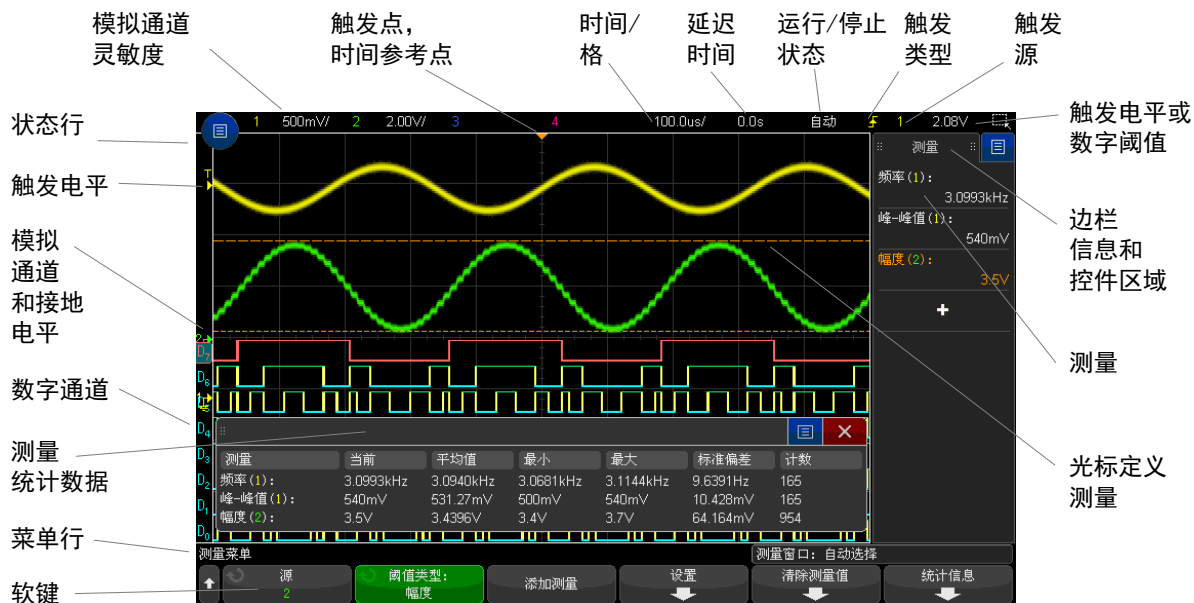 模拟通道
灵敏度
触发点，
时间参考点
时间/
格
延迟
时间
运行/停止
状态
触发
类型
触发
源
状态行
触发电平
模拟
通道
和接地
电平
数字通道
测量
统计数据
菜单行
软键
触发电平或
数字阈值
边栏
信息和
控件区域
测量
光标定义
测量
1 500mV/ 2 2.00V/ 3 4 100.0us/ 0.0s 自动 1 2.08V
T
测量
频率(1):
3.0993kHz
峰-峰值(1):
540mV
幅度(2):
3.5V
2
D7
D6
D4
D3
D2
D1
D0
测量 当前 平均值 最小 最大 标准偏差 计数
频率(1): 3.0993kHz 3.0940kHz 3.0681kHz 3.1144kHz 9.6391Hz 165
峰-峰值(1): 540mV 531.27mV 500mV 540mV 10.428mV 165
幅度(2): 3.5V 3.4396V 3.4V 3.7V 64.164mV 954
测量菜单
测量窗口: 自动选择
源
2
阈值类型:
幅度
添加测量
设置
清除测量值
统计信息